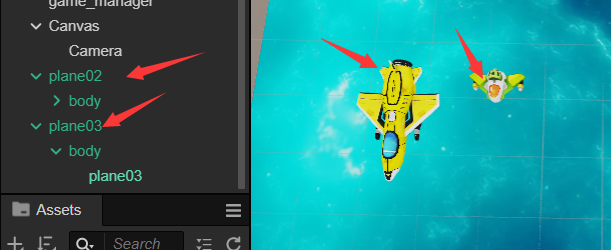 game_manager
Canvas
Camera
plane02
body
plane03
body
plane03
Assets
Search